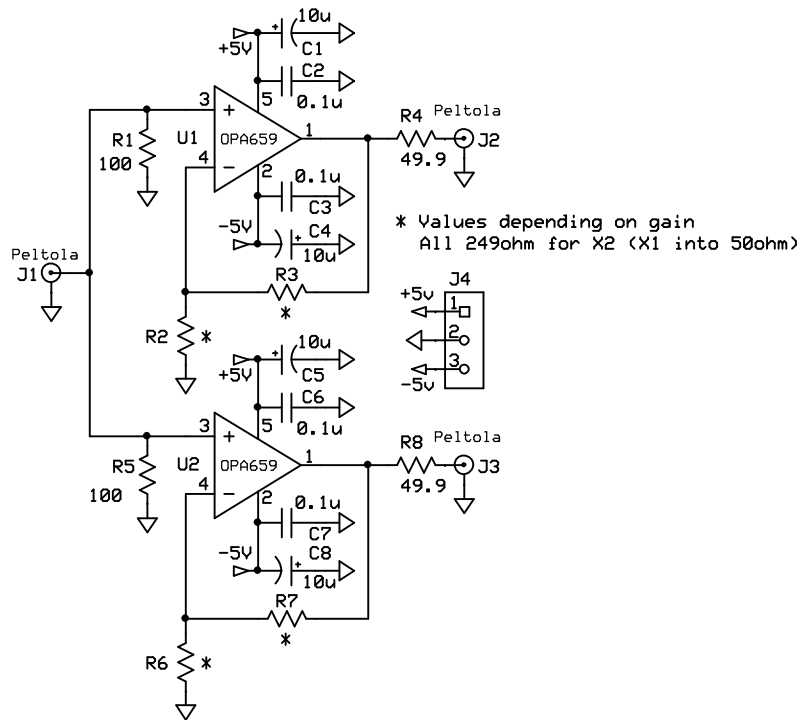 10u
+5V
C1
C2
0.1u
3
+
5
R1
100
U1
OPA659
1
R4
49.9
Peltola
J2
4
−
2
0.1u
C3
-5V
C4
10u
R3
*
* Values depending on gain
All 249ohm for X2 (X1 into 50ohm)
Peltola
J1
J4
+5v
1
2
3
-5v
R2 *
10u
+5V
C5
C6
0.1u
3
+
5
R5
100
U2
OPA659
1
R8
49.9
Peltola
J3
4
−
2
0.1u
C7
-5V
C8
10u
R7
*
R6 *